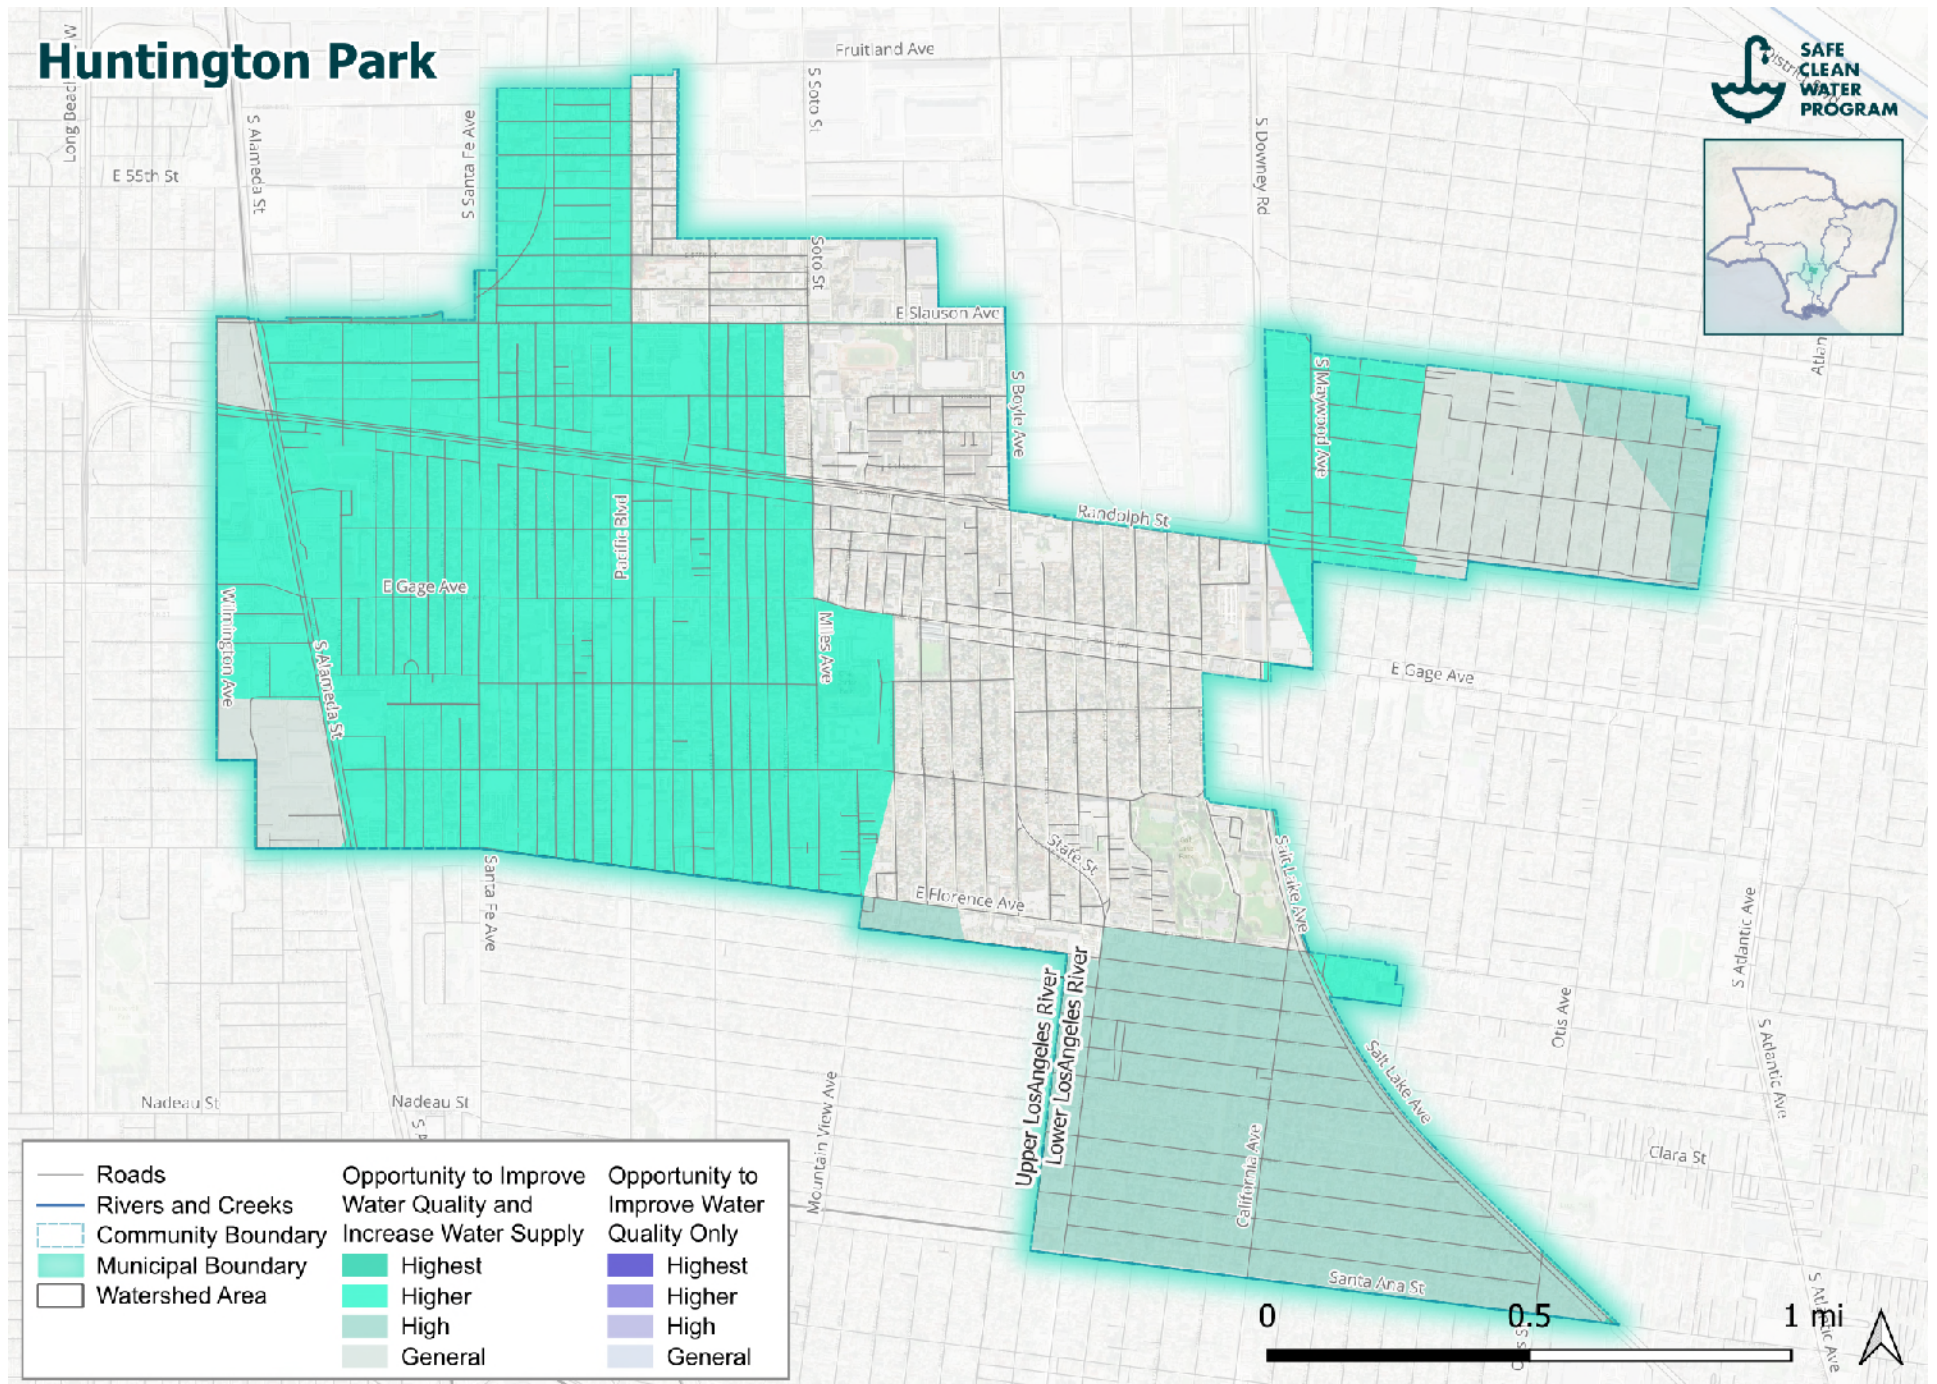 Huntington Park
Fruitland Ave
SAFE
CLEAN
WATER
PROGRAM
Long Beach
W
S Alameda St
S Santa Fe Ave
S Soto St
S Downey Rd
E 55th St
Soto St
E Slauson Ave
Atlan
S Boyle Ave
S Maywood Ave
Pacific Blvd
Randolph St
E Gage Ave
Wilmington Ave
Miles Ave
S Alameda St
E Gage Ave
State St
Salt Lake Ave
E Florence Ave
Santa Fe Ave
S Atlantic Ave
Upper LosAngeles River
Lower LosAngeles River
Otis Ave
Salt Lake Ave
S Atlantic Ave
Mountain View Ave
Nadeau St
Nadeau St
California Ave
Clara St
Santa Ana St
S Atlantic Ave
Roads
Rivers and Creeks
Community Boundary
Municipal Boundary
Watershed Area
Opportunity to Improve
Water Quality and
Increase Water Supply
Highest
Higher
High
General
Opportunity to
Improve Water
Quality Only
Highest
Higher
High
General
0 0.5 1 mi